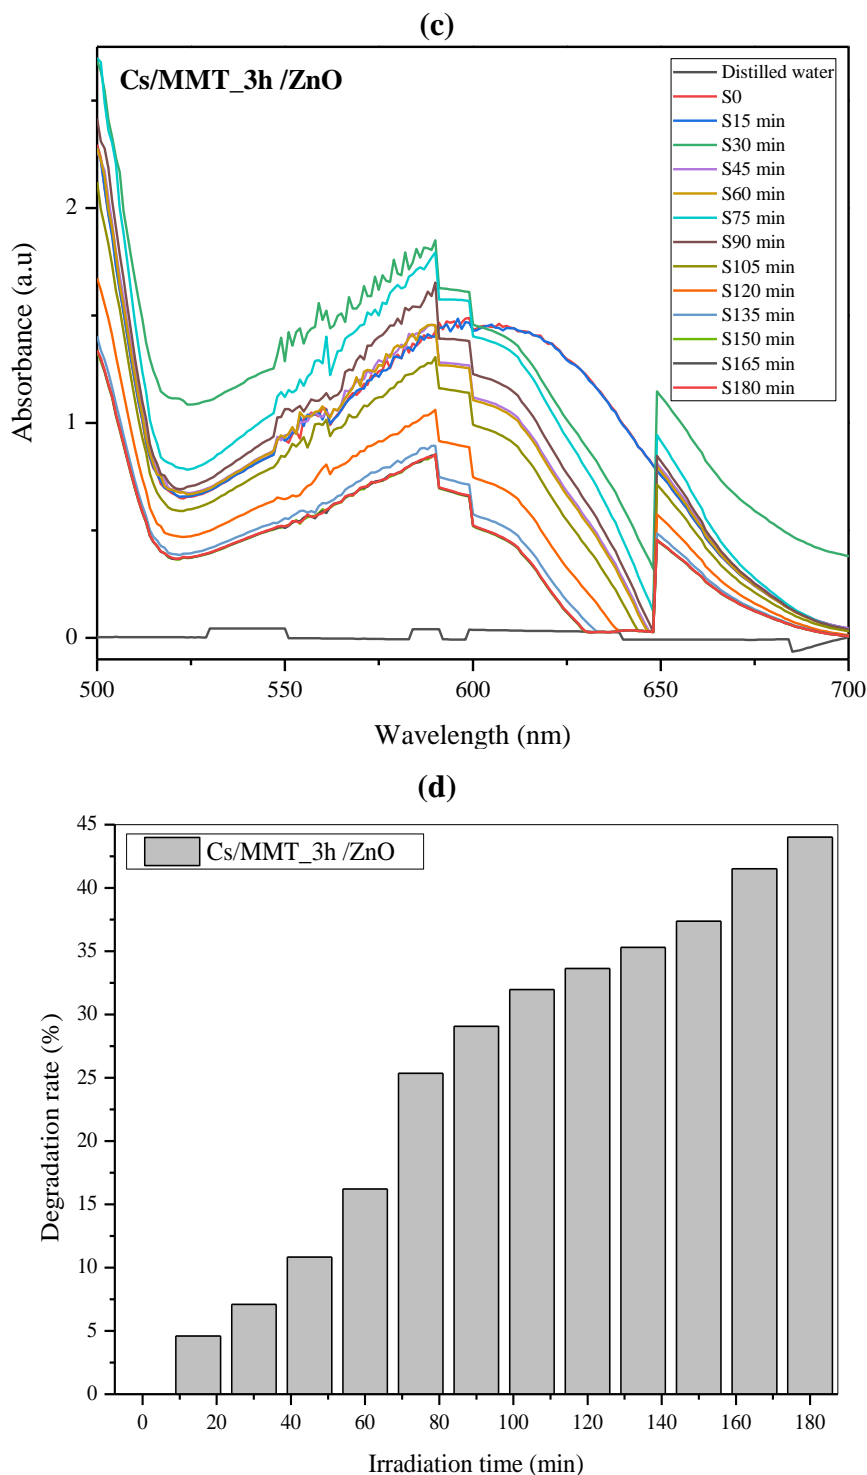 (c)
Cs/MMT_3h /ZnO
Distilled water
S0
S15 min
S30 min
S45 min
S60 min
S75 min
S90 min
S105 min
S120 min
S135 min
S150 min
S165 min
S180 min
2
1
0
Absorbance (a.u)
500
550
600
650
700
Wavelength (nm)
(d)
Cs/MMT_3h /ZnO
45
40
35
30
25
20
15
10
5
0
Degradation rate (%)
0
20
40
60
80
100
120
140
160
180
Irradiation time (min)